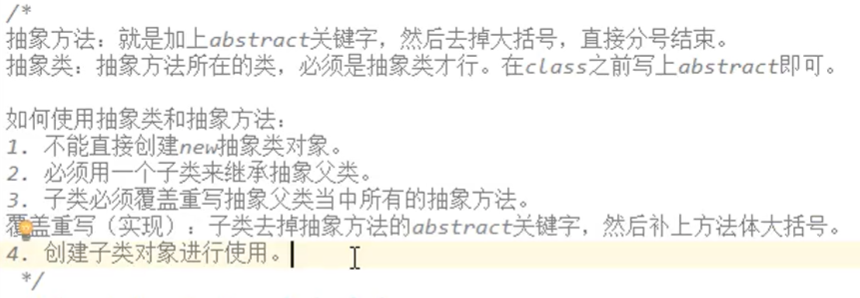 /*
抽象方法：就是加上abstract关键字，然后去掉大括号，直接分号结束。
抽象类：抽象方法所在的类，必须是抽象类才行。在class之前写上abstract即可。
如何使用抽象类和抽象方法：
1. 不能直接创建new抽象类对象。
2. 必须用一个子类来继承抽象父类。
3. 子类必须覆盖重写抽象父类当中所有的抽象方法。
覆盖重写（实现）：子类去掉抽象方法的abstract关键字，然后补上方法体大括号。
4. 创建子类对象进行使用。
*/